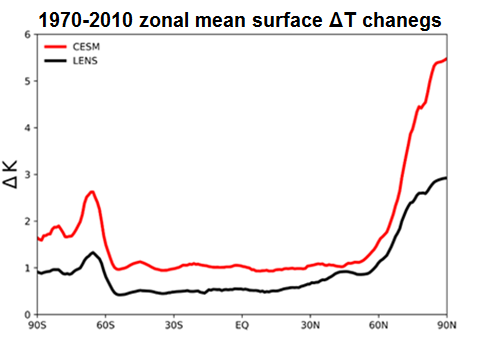 1970-2010 zonal mean surface ΔT chanegs
6
CESM
LENS
5
4
3
ΔK
2
1
0
90S 60S 30S EQ 30N 60N 90N